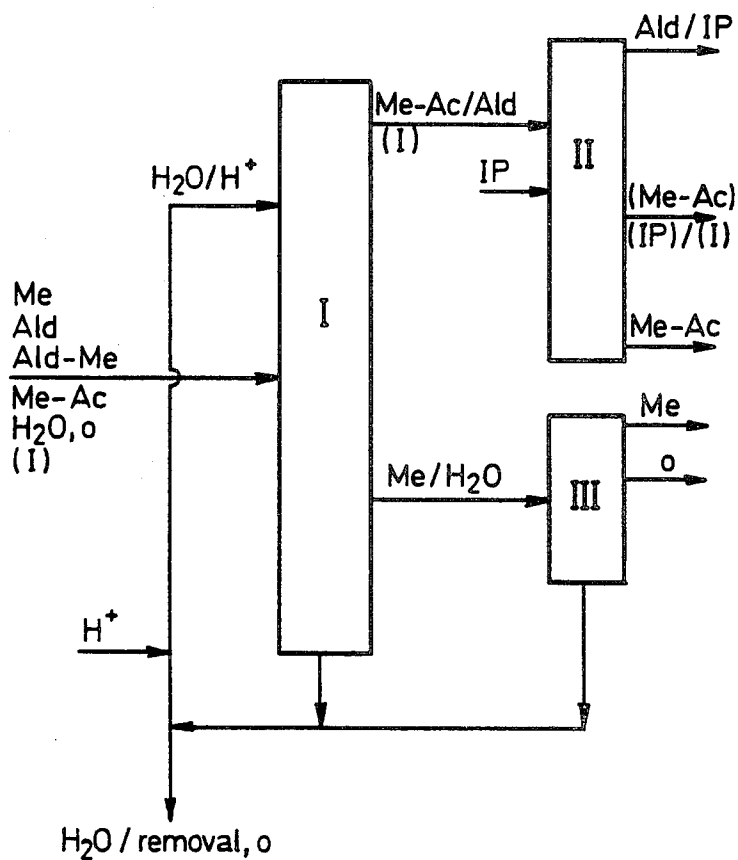 Ald/IP
Me-Ac/Ald
(I)
II
H₂O/H⁺
IP
(Me-Ac)
(IP)/(I)
Me
Ald
Ald-Me
Me-Ac
H₂O, o
(I)
I
Me-Ac
Me
o
Me/H₂O
III
H⁺
H₂O / removal, o